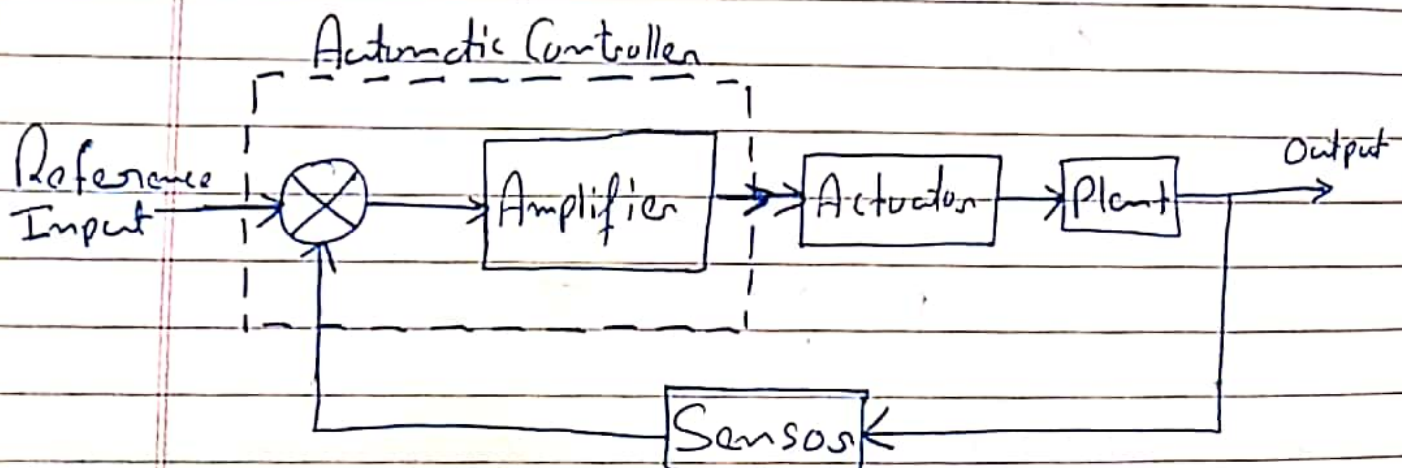 Automatic Controller
Reference
Input
Amplifier
Actuator
Plant
Output
Sensor